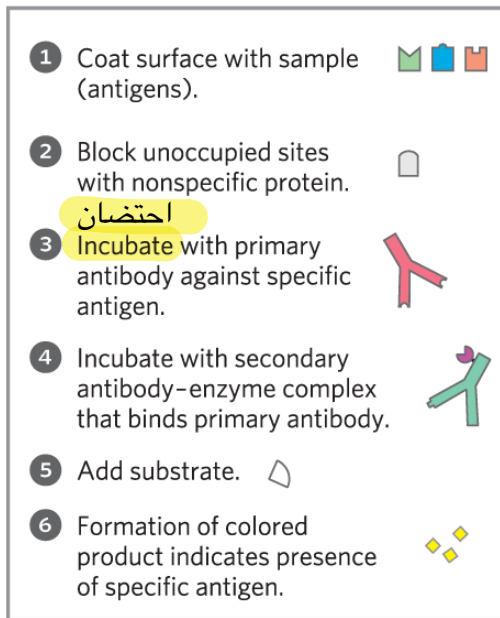 1 Coat surface with sample
(antigens).
2 Block unoccupied sites
with nonspecific protein.
احتضان
3 Incubate with primary
antibody against specific
antigen.
4 Incubate with secondary
antibody–enzyme complex
that binds primary antibody.
5 Add substrate.
6 Formation of colored
product indicates presence
of specific antigen.